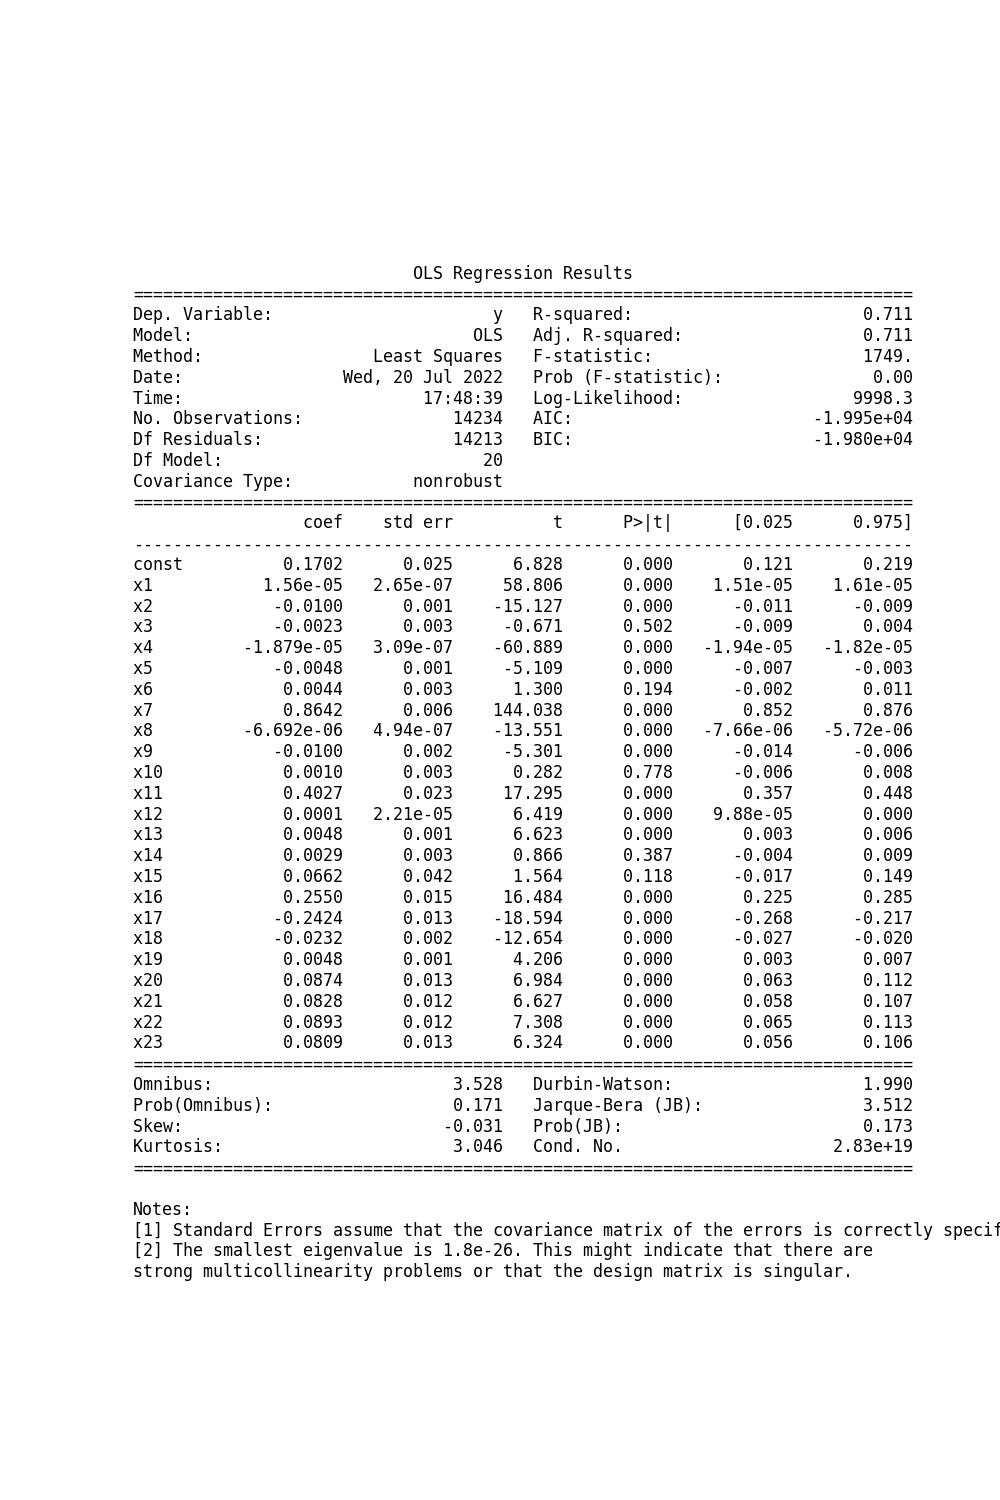 OLS Regression Results
==============================================================================
Dep. Variable:                      y   R-squared:                       0.711
Model:                            OLS   Adj. R-squared:                  0.711
Method:                 Least Squares   F-statistic:                     1749.
Date:                Wed, 20 Jul 2022   Prob (F-statistic):               0.00
Time:                        17:48:39   Log-Likelihood:                 9998.3
No. Observations:               14234   AIC:                        -1.995e+04
Df Residuals:                   14213   BIC:                        -1.980e+04
Df Model:                          20
Covariance Type:            nonrobust
==============================================================================
                 coef    std err          t      P>|t|      [0.025      0.975]
------------------------------------------------------------------------------
const          0.1702      0.025      6.828      0.000       0.121       0.219
x1           1.56e-05   2.65e-07     58.806      0.000    1.51e-05    1.61e-05
x2            -0.0100      0.001    -15.127      0.000      -0.011      -0.009
x3            -0.0023      0.003     -0.671      0.502      -0.009       0.004
x4         -1.879e-05   3.09e-07    -60.889      0.000   -1.94e-05   -1.82e-05
x5            -0.0048      0.001     -5.109      0.000      -0.007      -0.003
x6             0.0044      0.003      1.300      0.194      -0.002       0.011
x7             0.8642      0.006    144.038      0.000       0.852       0.876
x8         -6.692e-06   4.94e-07    -13.551      0.000   -7.66e-06   -5.72e-06
x9            -0.0100      0.002     -5.301      0.000      -0.014      -0.006
x10            0.0010      0.003      0.282      0.778      -0.006       0.008
x11            0.4027      0.023     17.295      0.000       0.357       0.448
x12            0.0001   2.21e-05      6.419      0.000    9.88e-05       0.000
x13            0.0048      0.001      6.623      0.000       0.003       0.006
x14            0.0029      0.003      0.866      0.387      -0.004       0.009
x15            0.0662      0.042      1.564      0.118      -0.017       0.149
x16            0.2550      0.015     16.484      0.000       0.225       0.285
x17           -0.2424      0.013    -18.594      0.000      -0.268      -0.217
x18           -0.0232      0.002    -12.654      0.000      -0.027      -0.020
x19            0.0048      0.001      4.206      0.000       0.003       0.007
x20            0.0874      0.013      6.984      0.000       0.063       0.112
x21            0.0828      0.012      6.627      0.000       0.058       0.107
x22            0.0893      0.012      7.308      0.000       0.065       0.113
x23            0.0809      0.013      6.324      0.000       0.056       0.106
==============================================================================
Omnibus:                        3.528   Durbin-Watson:                   1.990
Prob(Omnibus):                  0.171   Jarque-Bera (JB):                3.512
Skew:                          -0.031   Prob(JB):                        0.173
Kurtosis:                       3.046   Cond. No.                     2.83e+19
==============================================================================
Notes:
[1] Standard Errors assume that the covariance matrix of the errors is correctly specif
[2] The smallest eigenvalue is 1.8e-26. This might indicate that there are
strong multicollinearity problems or that the design matrix is singular.